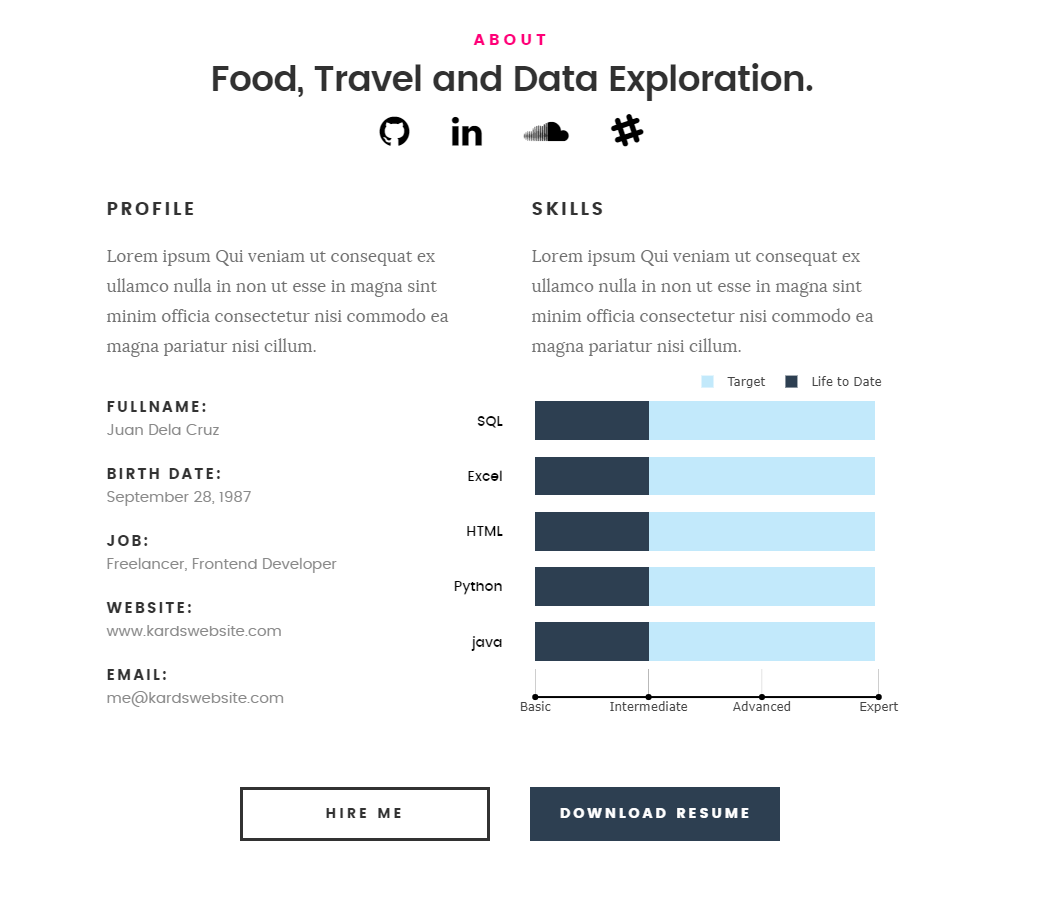 ABOUT
Food, Travel and Data Exploration.
PROFILE
Lorem ipsum Qui veniam ut consequat ex
ullamco nulla in non ut esse in magna sint
minim officia consectetur nisi commodo ea
magna pariatur nisi cillum.
FULLNAME:
Juan Dela Cruz
BIRTH DATE:
September 28, 1987
JOB:
Freelancer, Frontend Developer
WEBSITE:
www.kardswebsite.com
EMAIL:
me@kardswebsite.com
SKILLS
Lorem ipsum Qui veniam ut consequat ex
ullamco nulla in non ut esse in magna sint
minim officia consectetur nisi commodo ea
magna pariatur nisi cillum.
Target Life to Date
SQL
Excel
HTML
Python
java
Basic Intermediate Advanced Expert
HIRE ME
DOWNLOAD RESUME